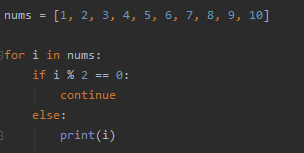 nums = [1, 2, 3, 4, 5, 6, 7, 8, 9, 10]
for i in nums:
    if i % 2 == 0:
        continue
    else:
        print(i)